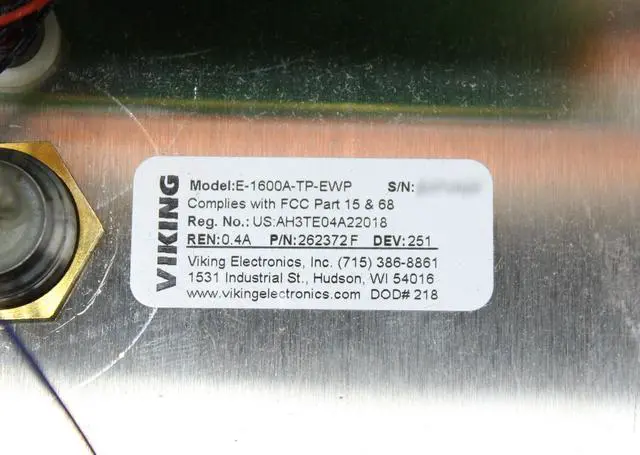 VIKING
Model:E-1600A-TP-EWP S/N:
Complies with FCC Part 15 & 68
Reg. No.: US:AH3TE04A22018
REN:0.4A P/N:262372F DEV:251
Viking Electronics, Inc. (715) 386-8861
1531 Industrial St., Hudson, WI 54016
www.vikingelectronics.com DOD# 218